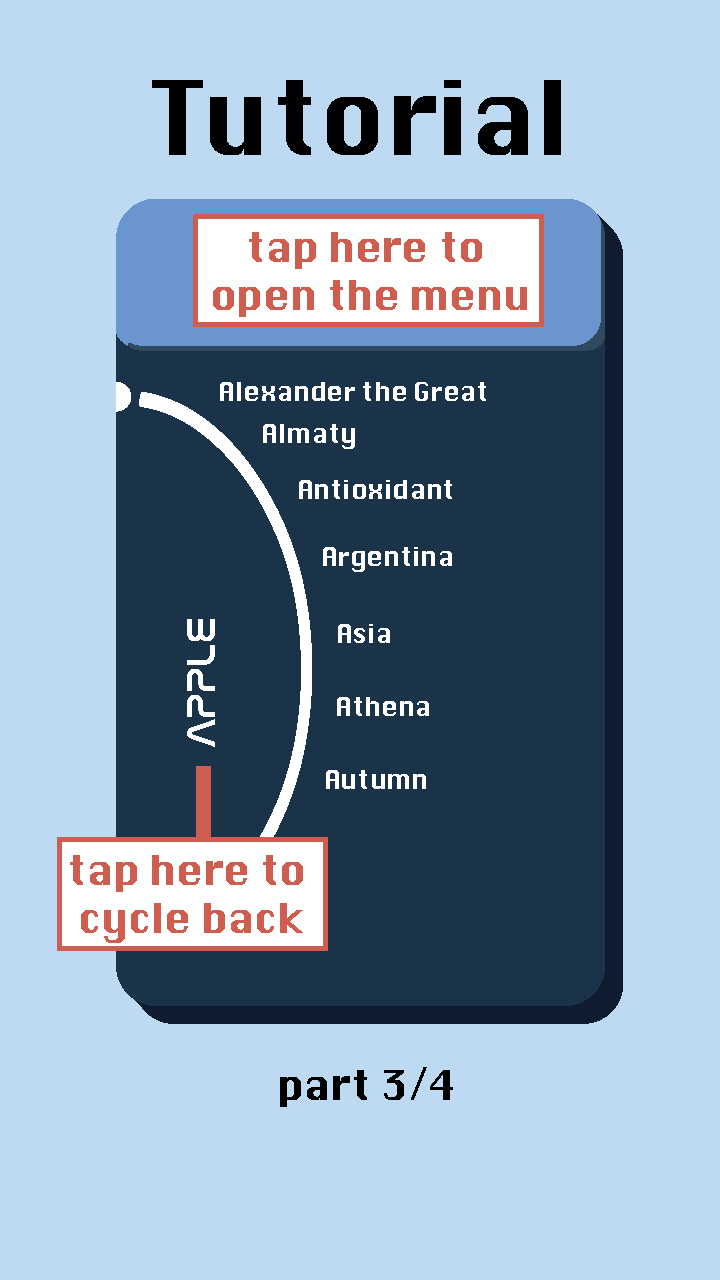 Tutorial
tap here to
open the menu
Alexander the Great
Almaty
Antioxidant
Argentina
Asia
Athena
Autumn
APPLE
tap here to
cycle back
part 3/4